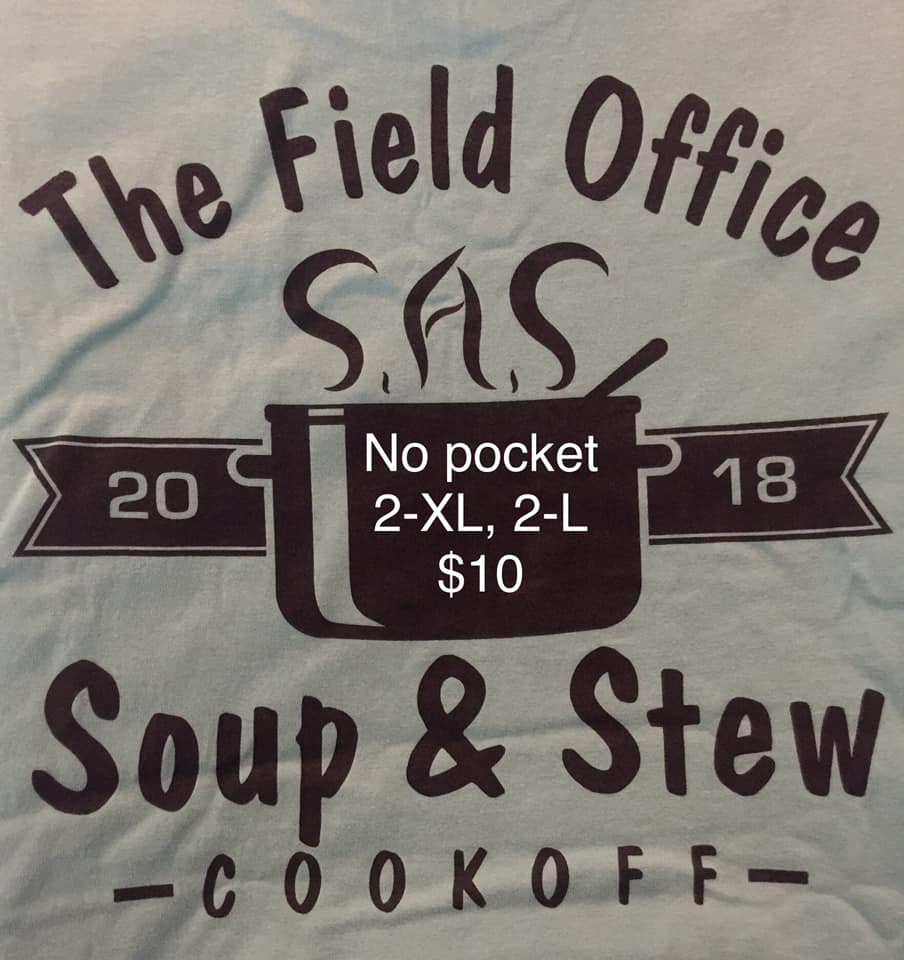 The Field Office
S.A.S
20 18
No pocket
2-XL, 2-L
$10
Soup & Stew
-COOKOFF-